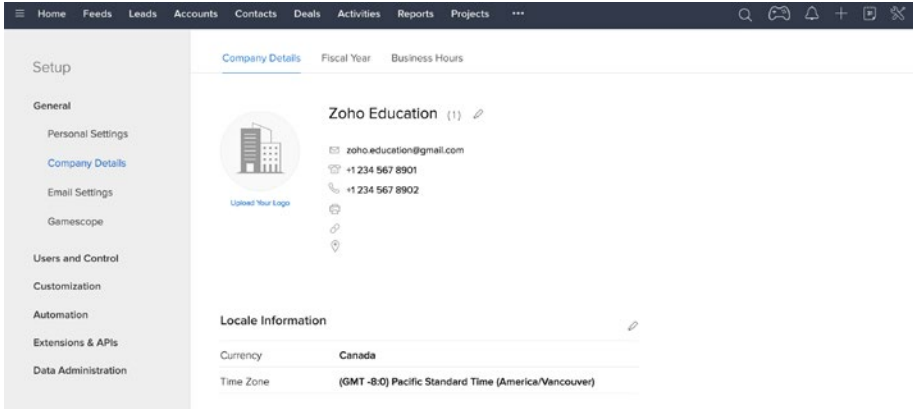 Home Feeds Leads Accounts Contacts Deals Activities Reports Projects •••
Setup
General
Personal Settings
Company Details
Email Settings
Gamescope
Users and Control
Customization
Automation
Extensions & APIs
Data Administration
Company Details Fiscal Year Business Hours
Upload Your Logo
Zoho Education (1)
zoho.education@gmail.com
+1 234 567 8901
+1 234 567 8902
Locale Information
Currency Canada
Time Zone (GMT -8:0) Pacific Standard Time (America/Vancouver)